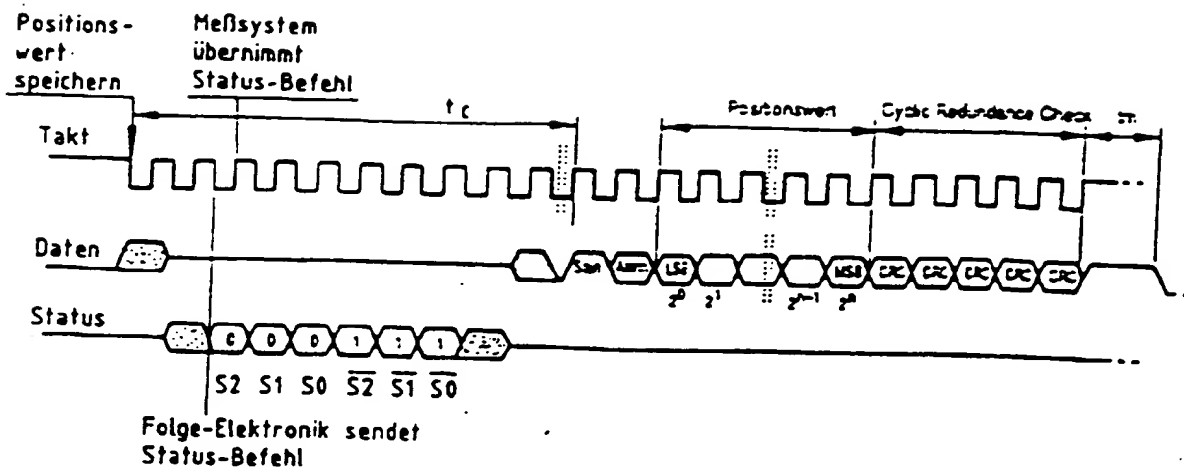 Positions-
wert
speichern
Meßsystem
übernimmt
Status-Befehl
t C
Positionswert
Cyclic Redundance Check
Takt
Daten
LSB
MSB
CRC CRC CRC CRC CRC
2⁰ 2¹ 2ⁿ⁻¹ 2ⁿ
Status
0 0 1 1
S2 S1 S0 S̅2̅ S̅1̅ S̅0̅
Folge-Elektronik sendet
Status-Befehl